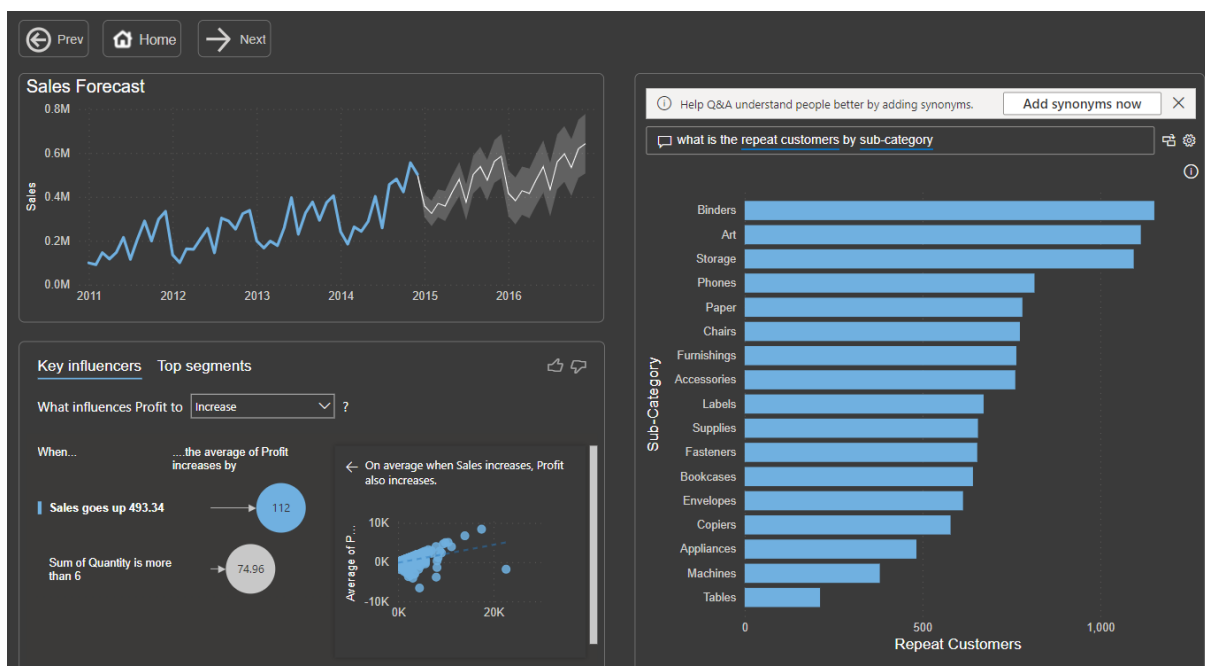 Prev
Home
Next
Sales Forecast
0.8M
0.6M
0.4M
0.2M
0.0M
Sales
2011
2012
2013
2014
2015
2016
Key influencers
Top segments
What influences Profit to
Increase
?
When...
....the average of Profit
increases by
Sales goes up 493.34
112
Sum of Quantity is more
than 6
74.96
On average when Sales increases, Profit
also increases.
Average of P...
10K
0K
-10K
0K
20K
Help Q&A understand people better by adding synonyms.
Add synonyms now
what is the repeat customers by sub-category
Sub-Category
Binders
Art
Storage
Phones
Paper
Chairs
Furnishings
Accessories
Labels
Supplies
Fasteners
Bookcases
Envelopes
Copiers
Appliances
Machines
Tables
0
500
1,000
Repeat Customers